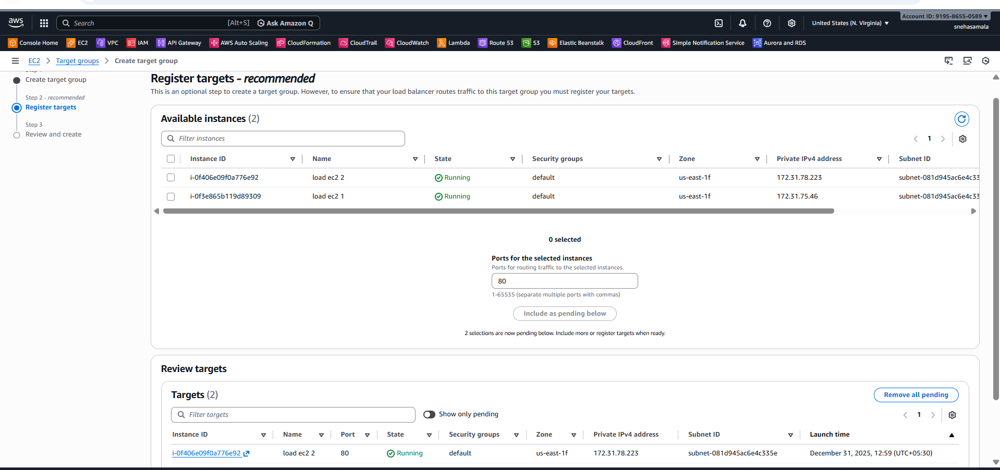 aws
Search [Alt+S] Ask Amazon Q
United States (N. Virginia)
Account ID: 9195-8655-0589
snehasamala
Console Home EC2 VPC IAM API Gateway AWS Auto Scaling CloudFormation CloudTrail CloudWatch Lambda Route 53 S3 Elastic Beanstalk CloudFront Simple Notification Service Aurora and RDS
EC2 Target groups Create target group
Create target group
Step 2 - recommended
Register targets
Step 3
Review and create
Register targets - recommended
This is an optional step to create a target group. However, to ensure that your load balancer routes traffic to this target group you must register your targets.
Available instances (2)
Filter instances
1
Instance ID Name State Security groups Zone Private IPv4 address Subnet ID
i-0f406e09f0a776e92 load ec2 2 Running default us-east-1f 172.31.78.223 subnet-081d945ac6e4c33
i-0f3e865b119d89309 load ec2 1 Running default us-east-1f 172.31.75.46 subnet-081d945ac6e4c33
0 selected
Ports for the selected instances
Ports for routing traffic to the selected instances.
80
1-65535 (separate multiple ports with commas)
Include as pending below
2 selections are now pending below. Include more or register targets when ready.
Review targets
Targets (2)
Remove all pending
Filter targets
Show only pending
1
Instance ID Name Port State Security groups Zone Private IPv4 address Subnet ID Launch time
i-0f406e09f0a776e92 load ec2 2 80 Running default us-east-1f 172.31.78.223 subnet-081d945ac6e4c335e December 31, 2025, 12:59 (UTC+05:30)